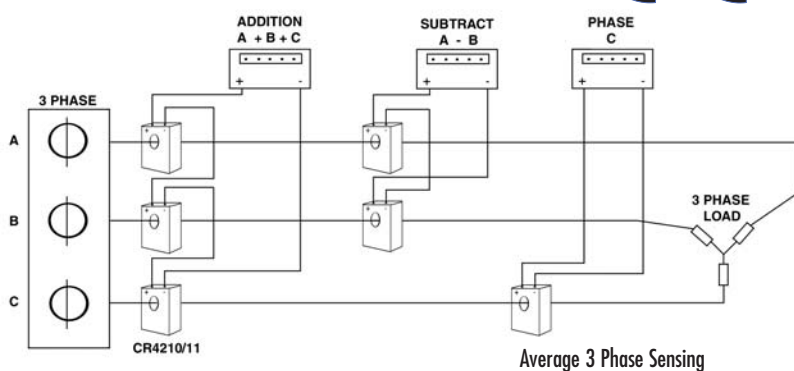 ADDITION
A + B + C
+ -
SUBTRACT
A - B
+ -
PHASE
C
+ -
3 PHASE
A
+ -
+ -
B
+ -
+ -
3 PHASE
LOAD
C
+ -
+ -
CR4210/11
Average 3 Phase Sensing